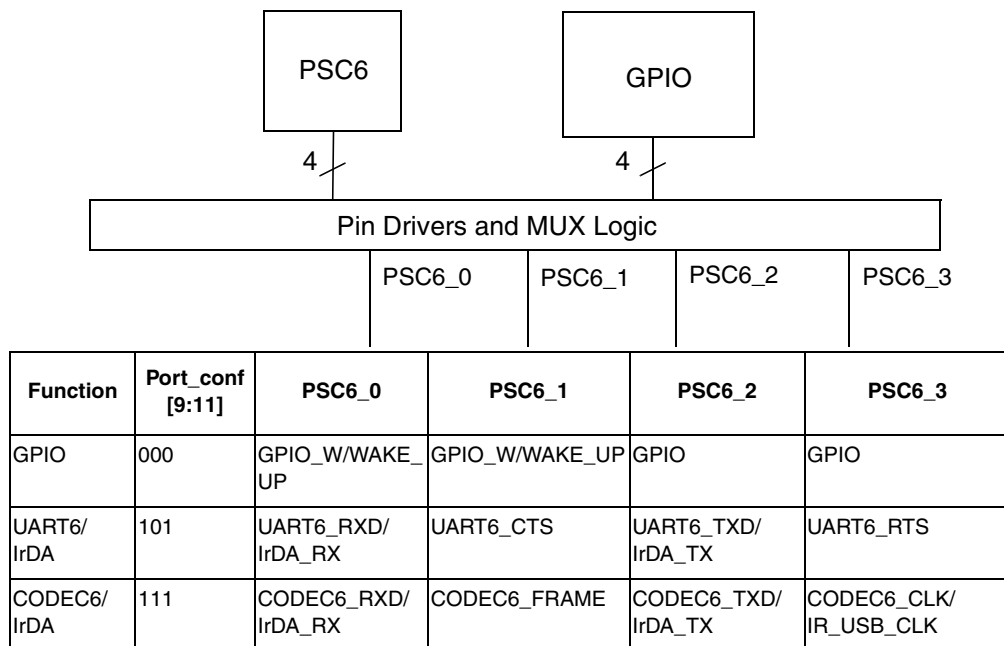 PSC6
GPIO
4
4
Pin Drivers and MUX Logic
PSC6_0
PSC6_1
PSC6_2
PSC6_3
Function
Port_conf
[9:11]
PSC6_0
PSC6_1
PSC6_2
PSC6_3
GPIO
000
GPIO_W/WAKE_
UP
GPIO_W/WAKE_UP
GPIO
GPIO
UART6/
IrDA
101
UART6_RXD/
IrDA_RX
UART6_CTS
UART6_TXD/
IrDA_TX
UART6_RTS
CODEC6/
IrDA
111
CODEC6_RXD/
IrDA_RX
CODEC6_FRAME
CODEC6_TXD/
IrDA_TX
CODEC6_CLK/
IR_USB_CLK